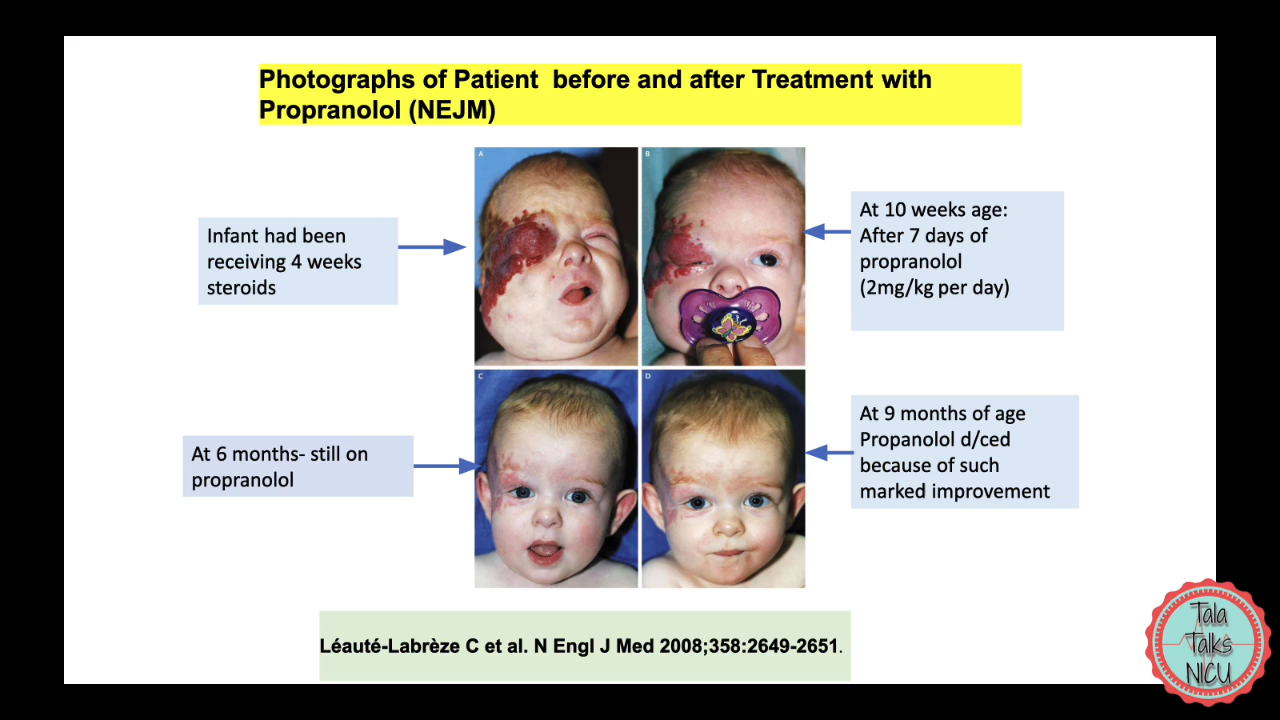 Photographs of Patient before and after Treatment with
Propranolol (NEJM)
A
B
Infant had been
receiving 4 weeks
steroids
At 10 weeks age:
After 7 days of
propranolol
(2mg/kg per day)
C
D
At 6 months- still on
propranolol
At 9 months of age
Propanolol d/ced
because of such
marked improvement
Léauté-Labrèze C et al. N Engl J Med 2008;358:2649-2651.
Tala
Talks
NICU